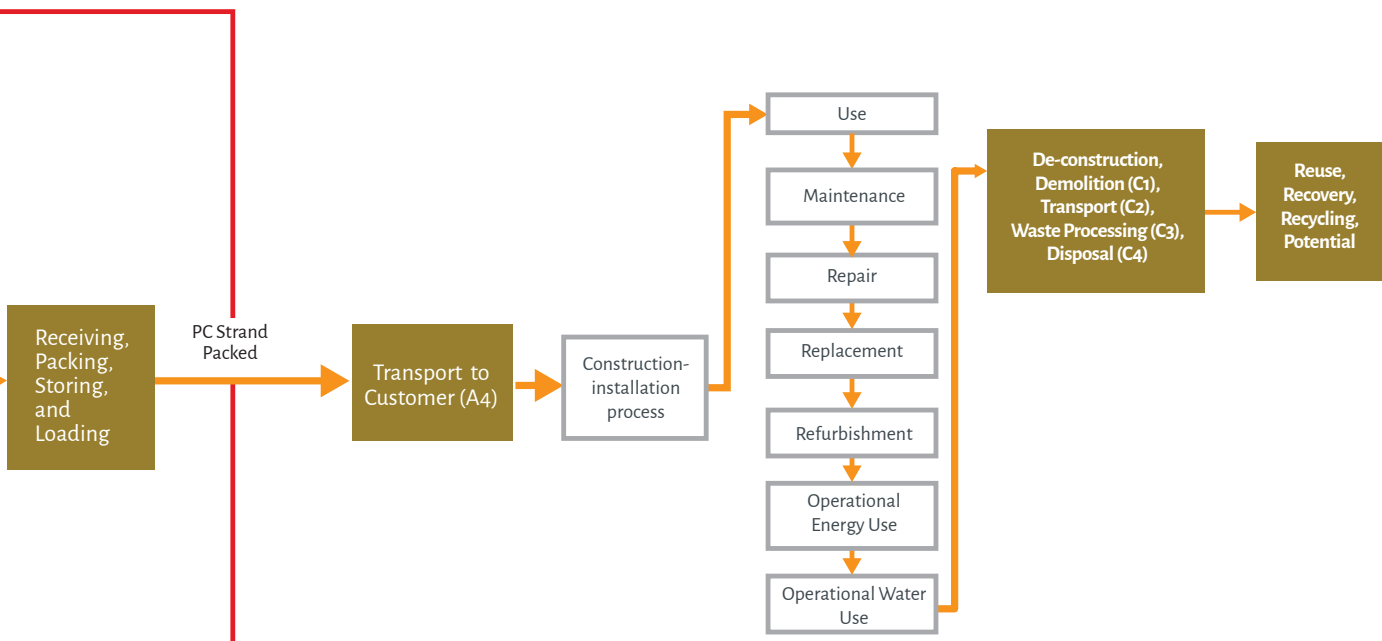 Receiving,
Packing,
Storing,
and
Loading
PC Strand
Packed
Transport to
Customer (A4)
Construction-
installation
process
Use
Maintenance
Repair
Replacement
Refurbishment
Operational
Energy Use
Operational Water
Use
De-construction,
Demolition (C1),
Transport (C2),
Waste Processing (C3),
Disposal (C4)
Reuse,
Recovery,
Recycling,
Potential